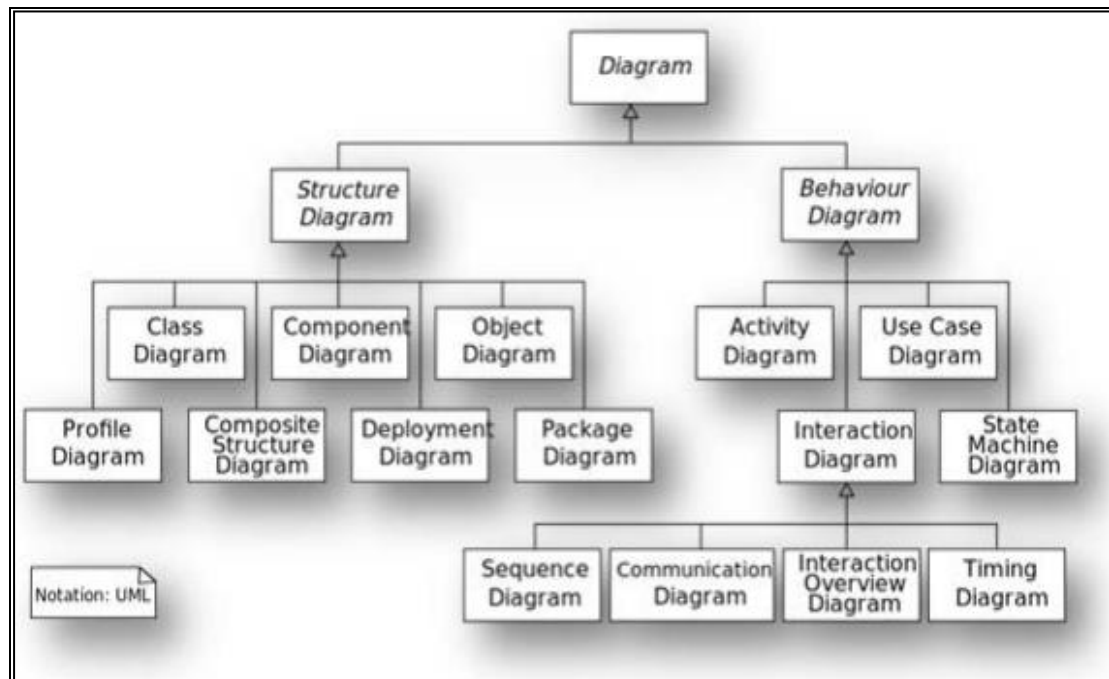 Diagram
Structure
Diagram
Behaviour
Diagram
Class
Diagram
Component
Diagram
Object
Diagram
Activity
Diagram
Use Case
Diagram
Profile
Diagram
Composite
Structure
Diagram
Deployment
Diagram
Package
Diagram
Interaction
Diagram
State
Machine
Diagram
Sequence
Diagram
Communication
Diagram
Interaction
Overview
Diagram
Timing
Diagram
Notation: UML